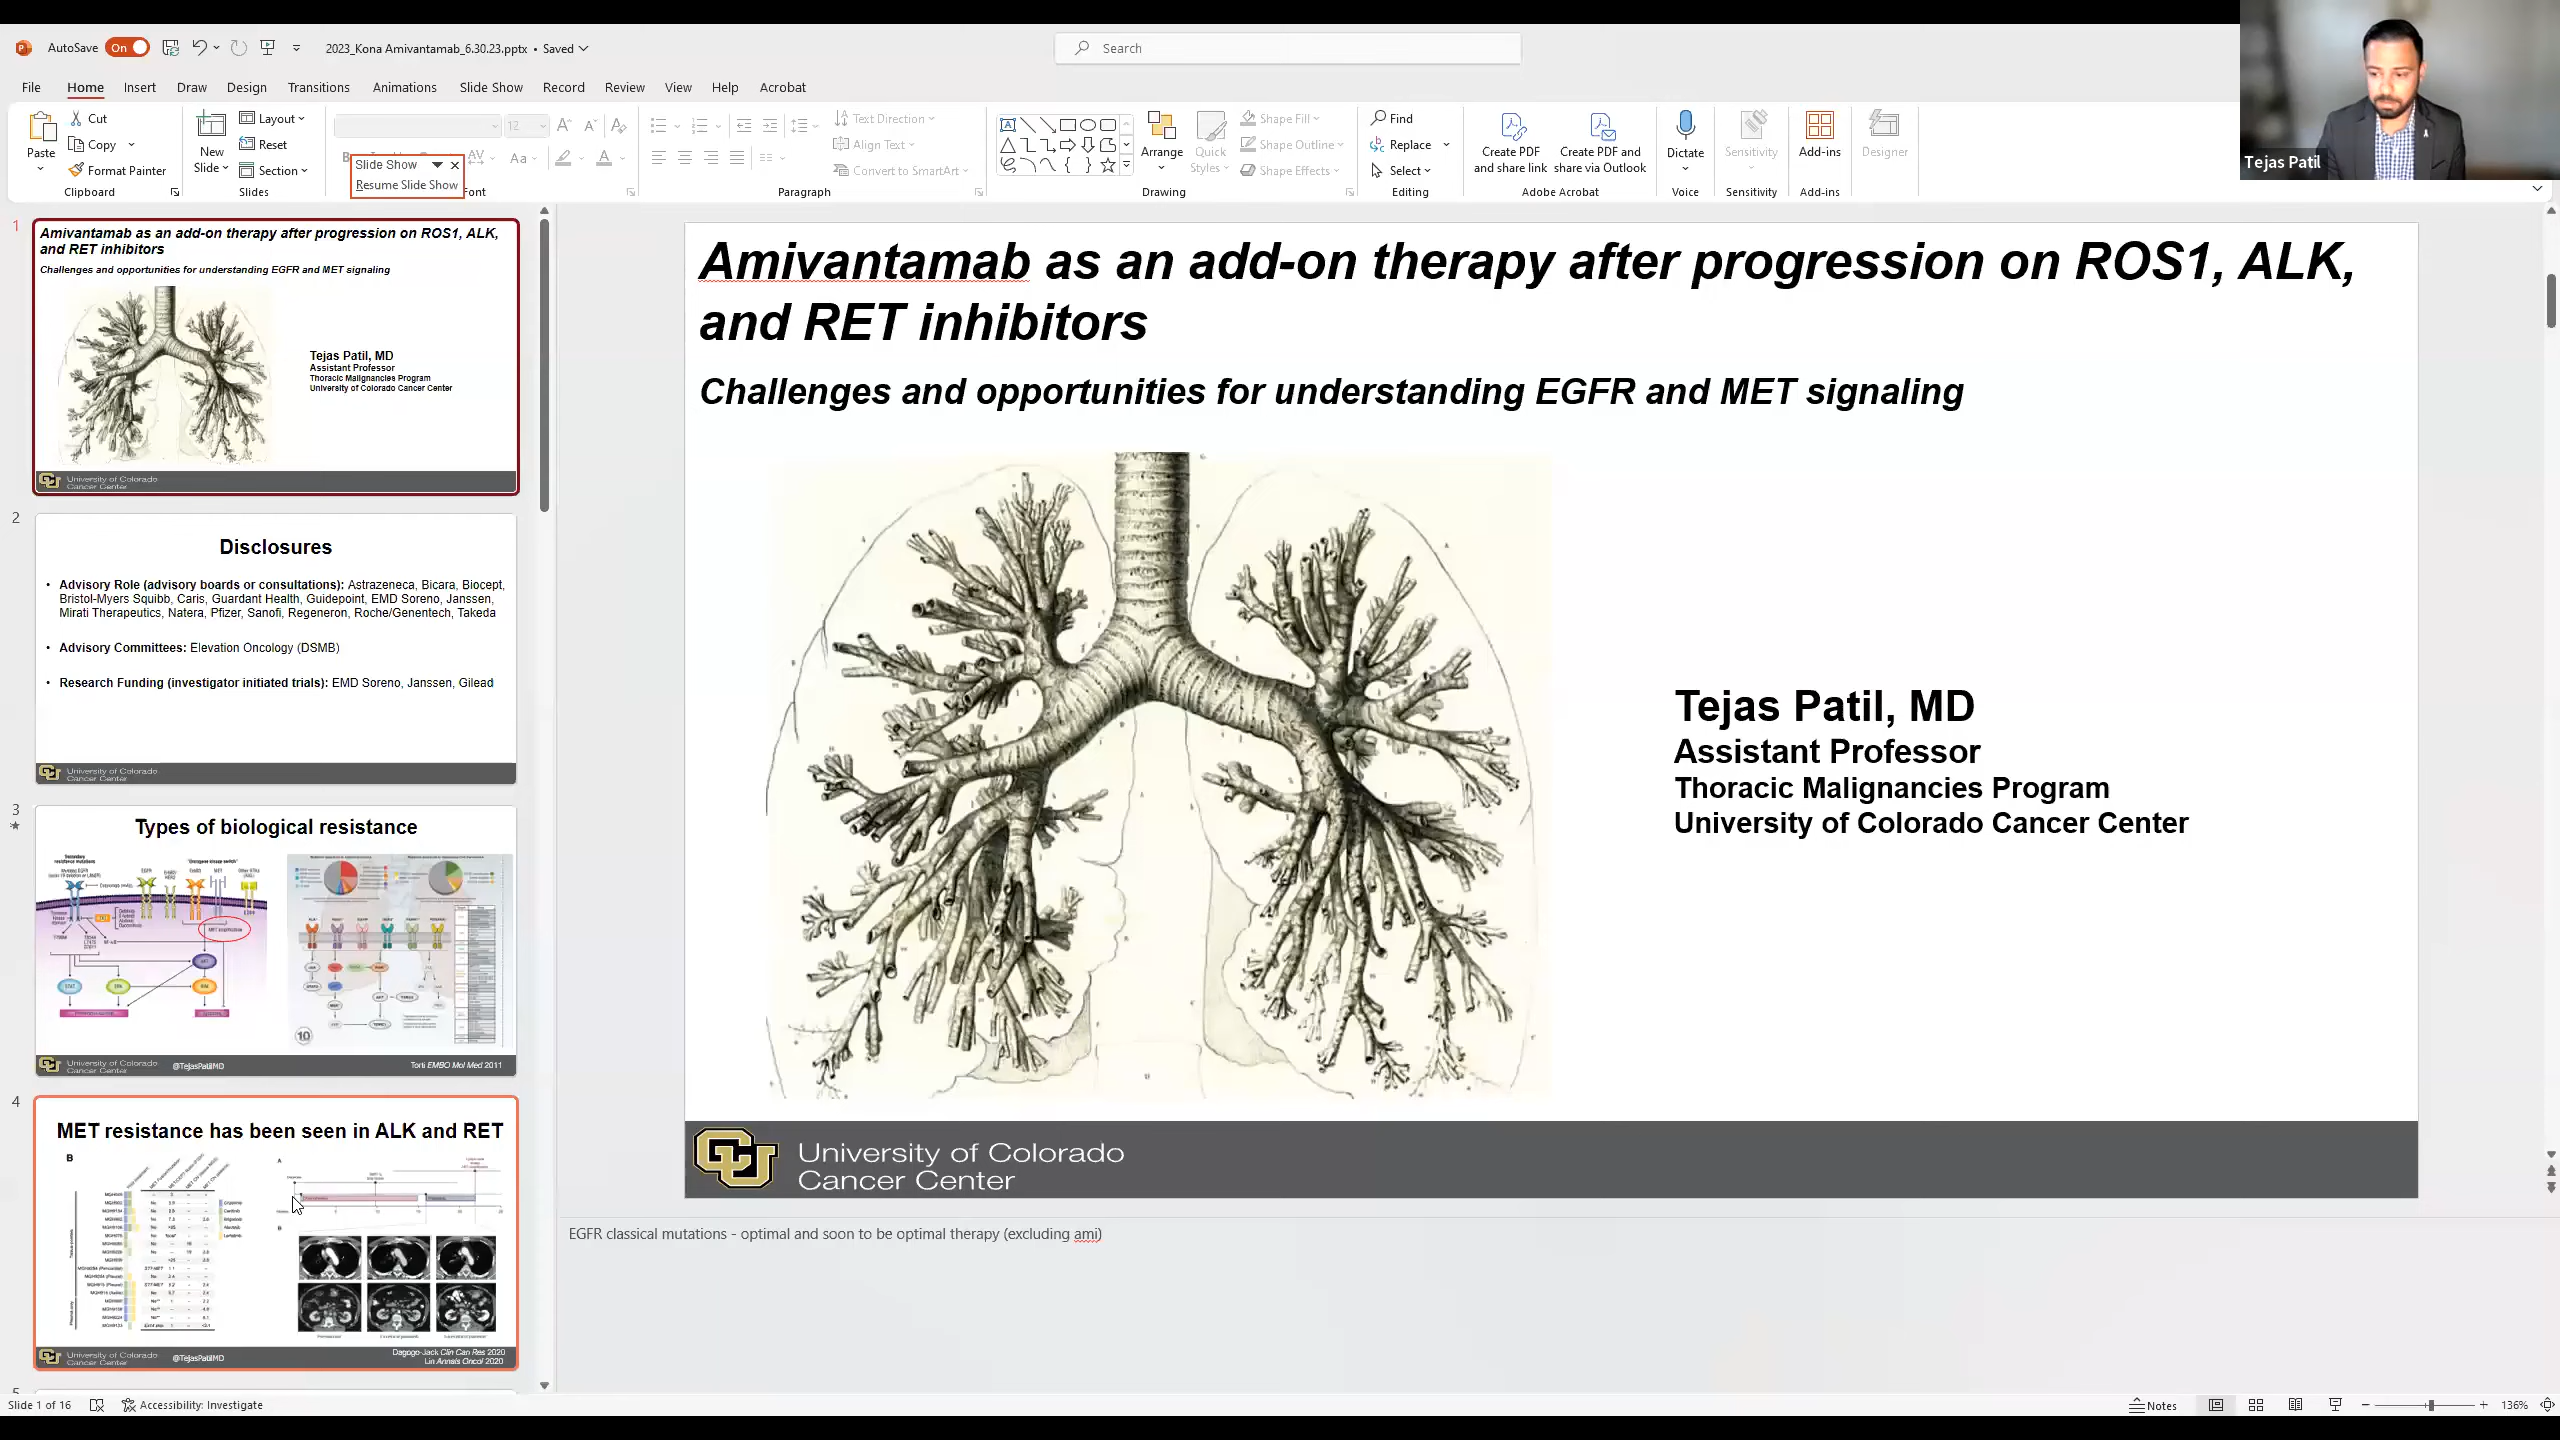 AutoSave On 2023_Kona Amivantamab_6.30.23.pptx • Saved Search
File Home Insert Draw Design Transitions Animations Slide Show Record Review View Help Acrobat
Paste
Cut
Copy
Format Painter
Clipboard
New Slide
Layout
Reset
Section
Slides
12
Slide Show
Resume Slide Show
Font
Text Direction
Align Text
Convert to SmartArt
Paragraph
Arrange
Quick Styles
Shape Fill
Shape Outline
Shape Effects
Drawing
Find
Replace
Select
Editing
Create PDF and share link
Create PDF and share via Outlook
Adobe Acrobat
Dictate
Voice
Sensitivity
Sensitivity
Add-ins
Add-ins
Designer
Tejas Patil
1
Amivantamab as an add-on therapy after progression on ROS1, ALK,
and RET inhibitors
Challenges and opportunities for understanding EGFR and MET signaling
Tejas Patil, MD
Assistant Professor
Thoracic Malignancies Program
University of Colorado Cancer Center
University of Colorado
Cancer Center
2
Disclosures
• Advisory Role (advisory boards or consultations): Astrazeneca, Bicara, Biocept,
Bristol-Myers Squibb, Caris, Guardant Health, Guidepoint, EMD Soreno, Janssen,
Mirati Therapeutics, Natera, Pfizer, Sanofi, Regeneron, Roche/Genentech, Takeda
• Advisory Committees: Elevation Oncology (DSMB)
• Research Funding (investigator initiated trials): EMD Soreno, Janssen, Gilead
University of Colorado
Cancer Center
3
Types of biological resistance
10
University of Colorado
Cancer Center
@TejasPatilMD
Torti EMBO Mol Med 2011
4
MET resistance has been seen in ALK and RET
B
A
B
University of Colorado
Cancer Center
@TejasPatilMD
Dagogo-Jack Clin Can Res 2020
Lin Annals Oncol 2020
5
Amivantamab as an add-on therapy after progression on ROS1, ALK,
and RET inhibitors
Challenges and opportunities for understanding EGFR and MET signaling
Tejas Patil, MD
Assistant Professor
Thoracic Malignancies Program
University of Colorado Cancer Center
University of Colorado
Cancer Center
EGFR classical mutations - optimal and soon to be optimal therapy (excluding ami)
Slide 1 of 16 Accessibility: Investigate Notes 136%